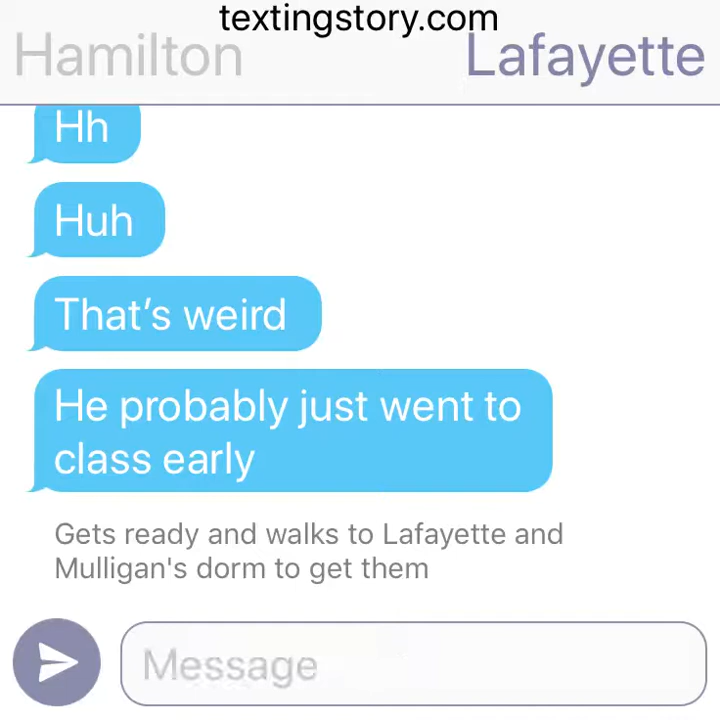 textingstory.com
Hamilton
Lafayette
Hh
Huh
That’s weird
He probably just went to
class early
Gets ready and walks to Lafayette and
Mulligan's dorm to get them
Message